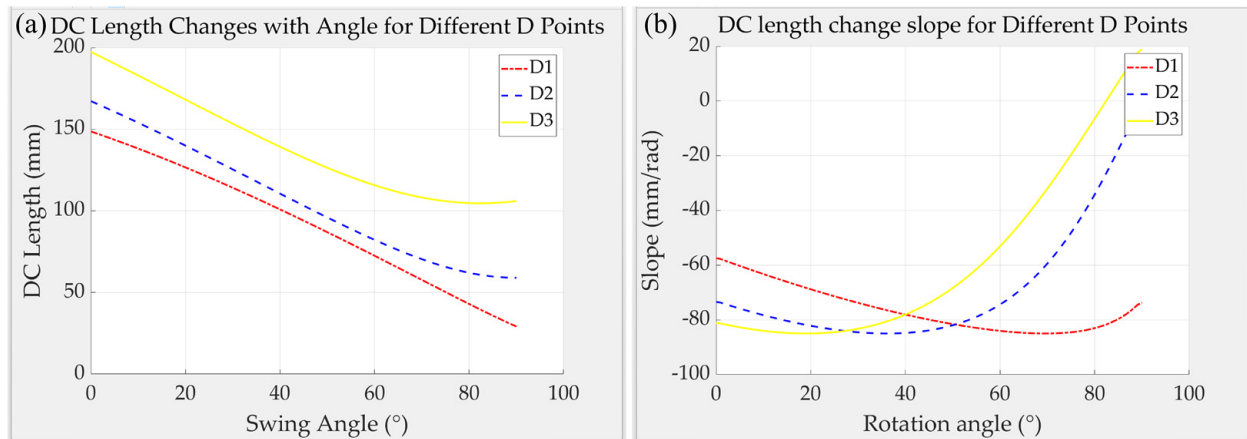 (a) DC Length Changes with Angle for Different D Points
200
150
100
50
0
DC Length (mm)
D1
D2
D3
0 20 40 60 80 100
Swing Angle (°)
(b) DC length change slope for Different D Points
20
0
-20
-40
-60
-80
-100
Slope (mm/rad)
D1
D2
D3
0 20 40 60 80 100
Rotation angle (°)